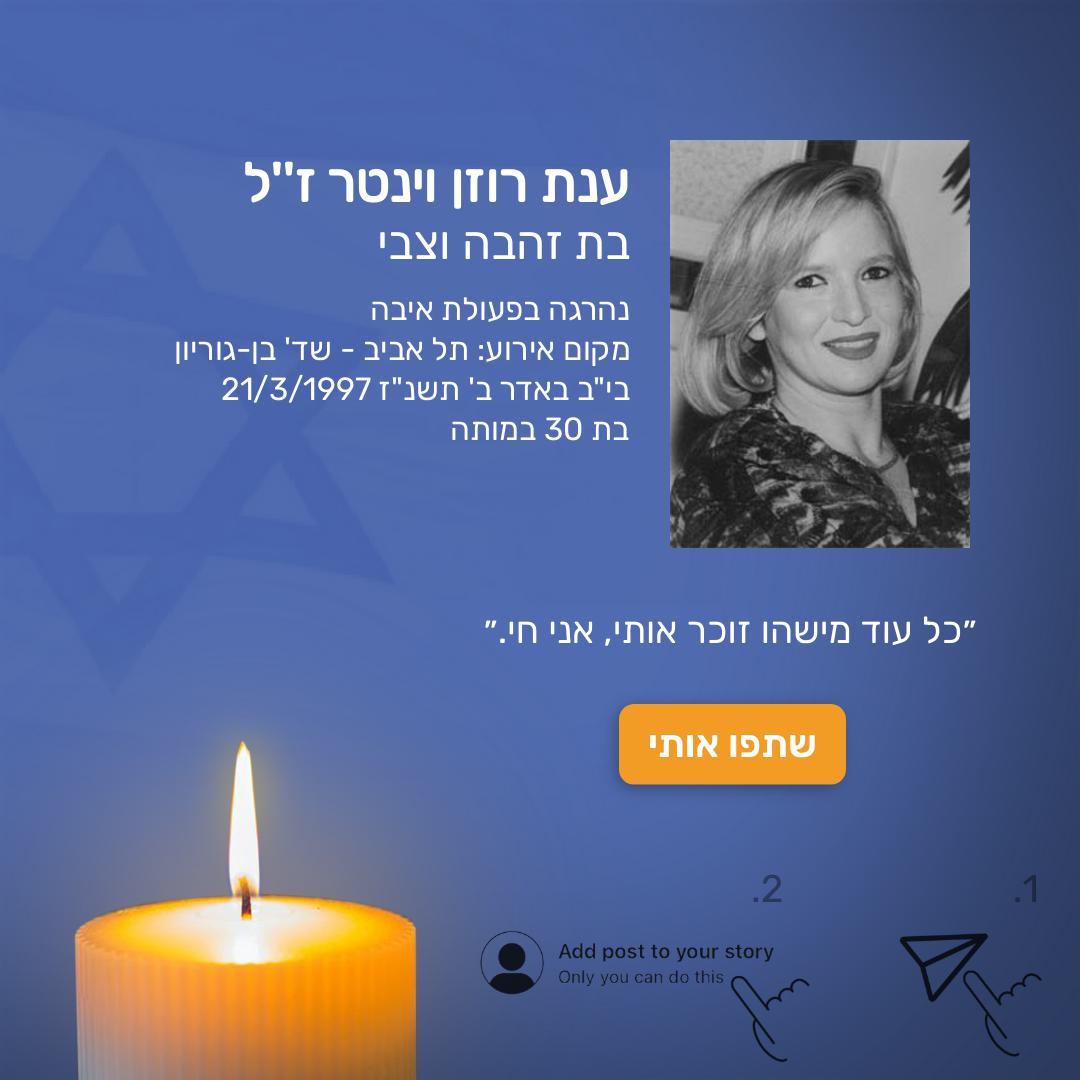 ענת רוזן וינטר ז''ל
בת זהבה וצבי
נהרגה בפעולת איבה
מקום אירוע: תל אביב - שד' בן-גוריון
בי"ב באדר ב' תשנ"ז 21/3/1997
בת 30 במותה
״כל עוד מישהו זוכר אותי, אני חי.״
שתפו אותי
1.
2.
Add post to your story
Only you can do this